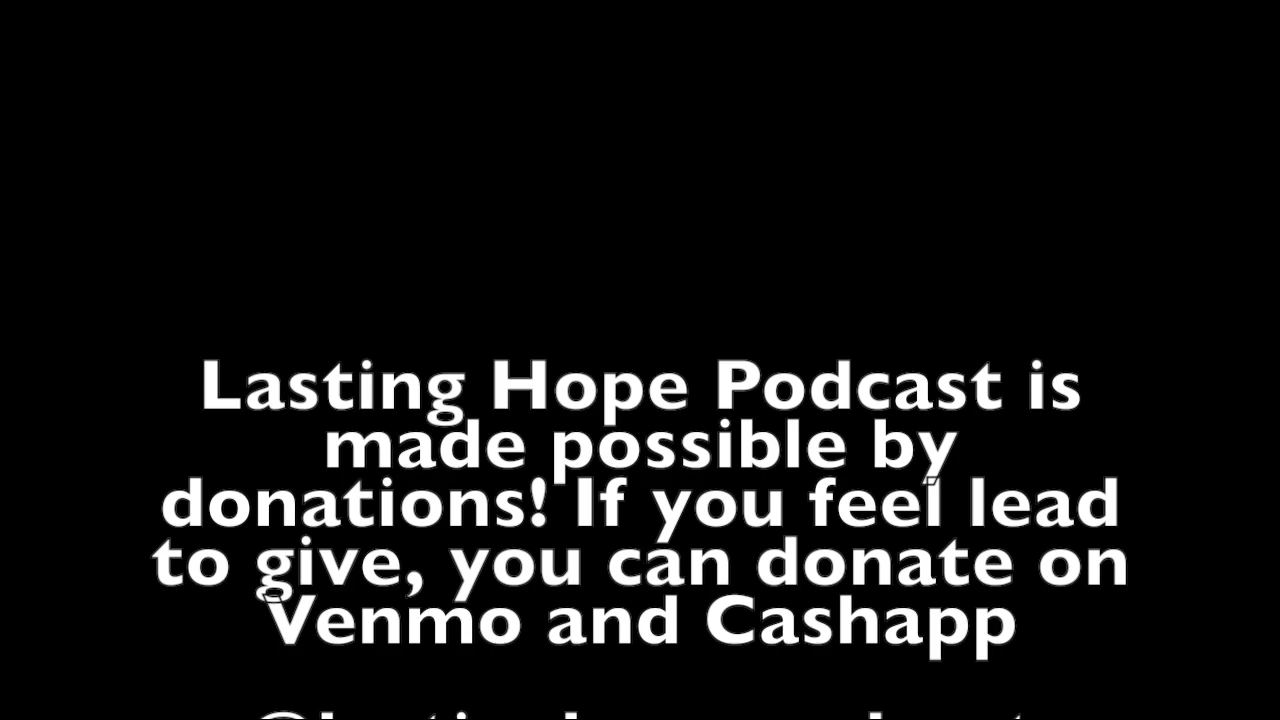 Lasting Hope Podcast is
made possible by
donations! If you feel lead
to give, you can donate on
Venmo and Cashapp